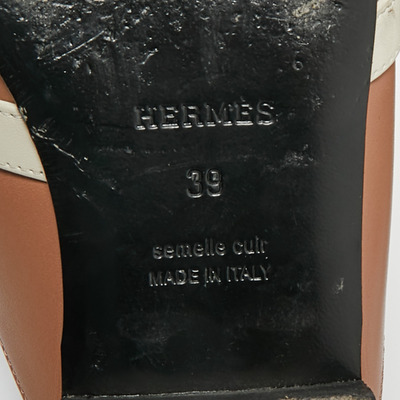 HERMES
39
semelle cuir
MADE IN ITALY